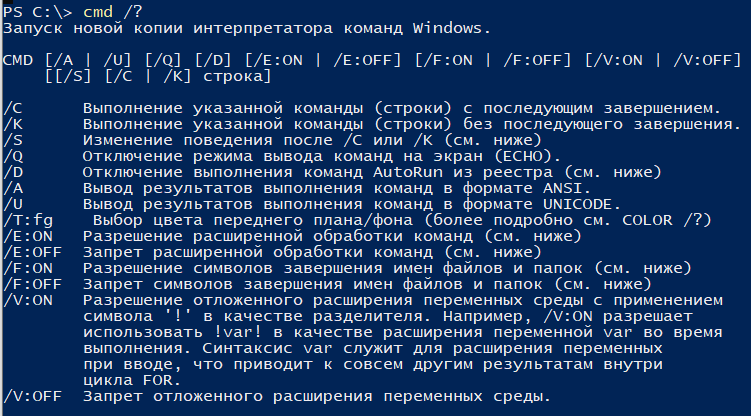 PS C:\> cmd /?
Запуск новой копии интерпретатора команд Windows.
CMD [/A | /U] [/Q] [/D] [/E:ON | /E:OFF] [/F:ON | /F:OFF] [/V:ON | /V:OFF]
[[/S] [/C | /K] строка]
/C Выполнение указанной команды (строки) с последующим завершением.
/K Выполнение указанной команды (строки) без последующего завершения.
/S Изменение поведения после /C или /K (см. ниже)
/Q Отключение режима вывода команд на экран (ECHO).
/D Отключение выполнения команд AutoRun из реестра (см. ниже)
/A Вывод результатов выполнения команд в формате ANSI.
/U Вывод результатов выполнения команд в формате UNICODE.
/T:fg Выбор цвета переднего плана/фона (более подробно см. COLOR /?)
/E:ON Разрешение расширенной обработки команд (см. ниже)
/E:OFF Запрет расширенной обработки команд (см. ниже)
/F:ON Разрешение символов завершения имен файлов и папок (см. ниже)
/F:OFF Запрет символов завершения имен файлов и папок (см. ниже)
/V:ON Разрешение отложенного расширения переменных среды с применением
символа '!' в качестве разделителя. Например, /V:ON разрешает
использовать !var! в качестве расширения переменной var во время
выполнения. Синтаксис var служит для расширения переменных
при вводе, что приводит к совсем другим результатам внутри
цикла FOR.
/V:OFF Запрет отложенного расширения переменных среды.